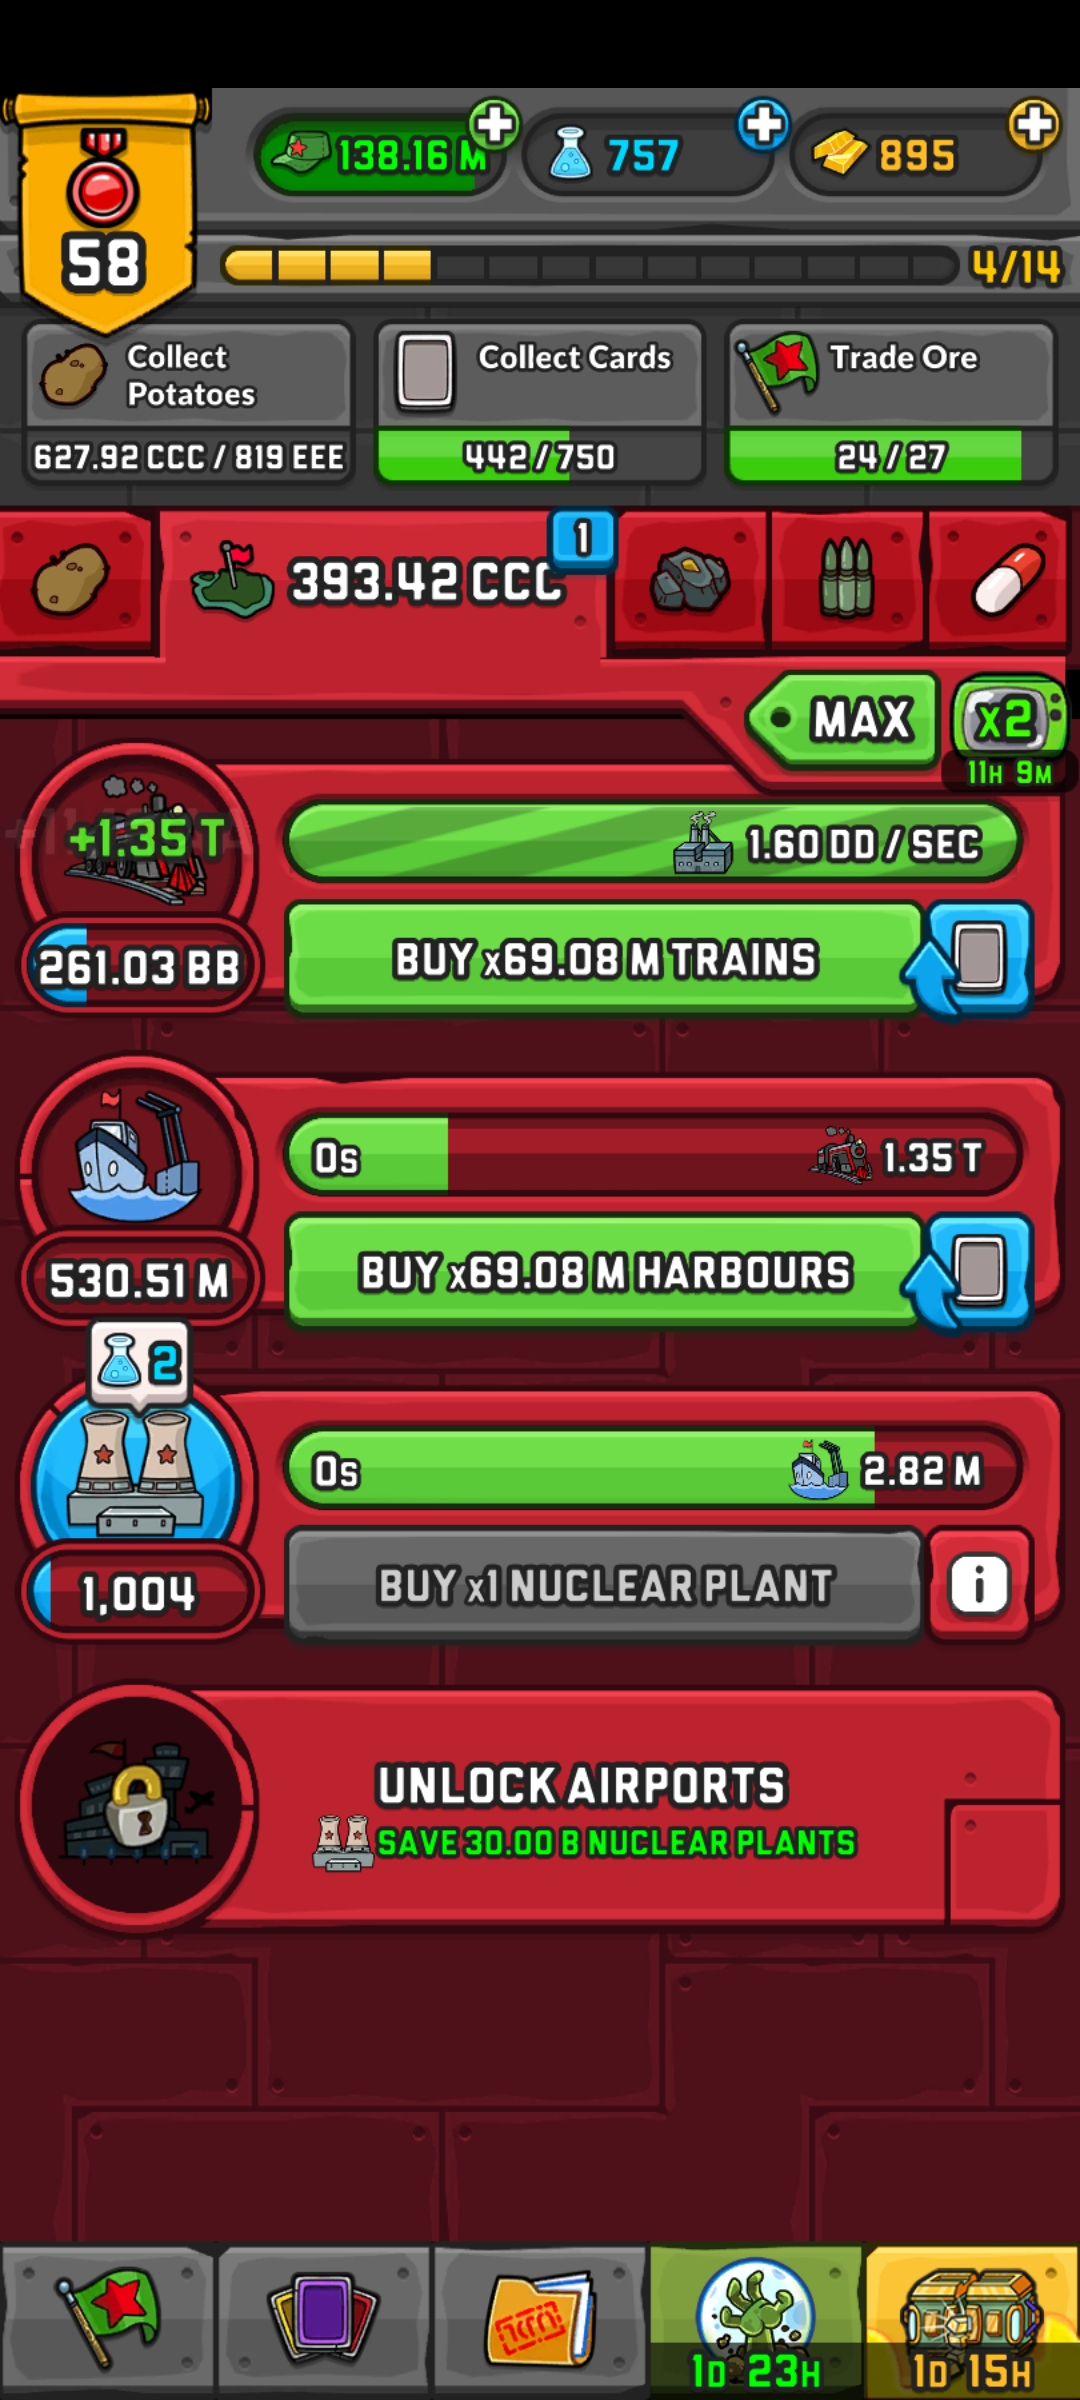 138.16 M
757
895
58
4/14
Collect
Potatoes
627.92 CCC / 819 EEE
Collect Cards
442/750
Trade Ore
24/27
393.42 CCC
1
MAX
x2
11H 9M
+1.35 T
1.60 DD / SEC
261.03 BB
BUY x69.08 M TRAINS
0s
1.35 T
530.51 M
BUY x69.08 M HARBOURS
2
0s
2.82 M
1,004
BUY x1 NUCLEAR PLANT
i
UNLOCK AIRPORTS
SAVE 30.00 B NUCLEAR PLANTS
1D 23H
1D 15H